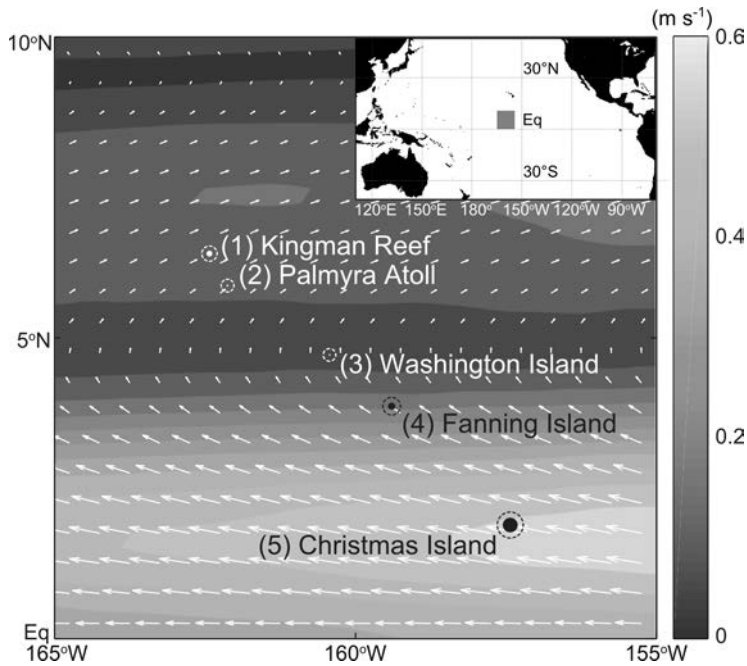 (m s⁻¹)
10°N
0.6
30°N
Eq
30°S
120°E 150°E 180° 150°W 120°W 90°W
0.4
(1) Kingman Reef
(2) Palmyra Atoll
5°N
(3) Washington Island
(4) Fanning Island
0.2
(5) Christmas Island
Eq
0
165°W 160°W 155°W